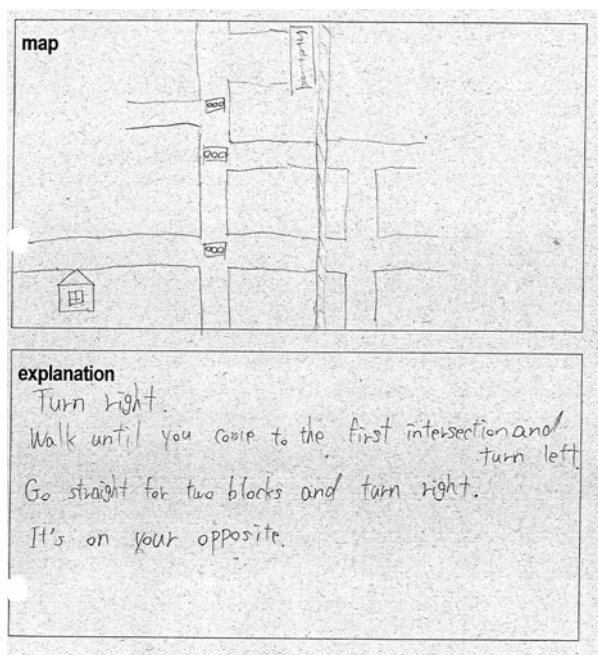 map
explanation
Turn right.
Walk until you come to the first intersection and
turn left
Go straight for two blocks and turn right.
It's on your opposite.